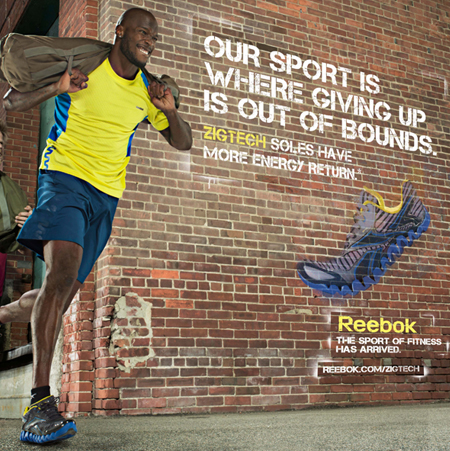 OUR SPORT IS
WHERE GIVING UP
IS OUT OF BOUNDS.
ZIGTECH SOLES HAVE
MORE ENERGY RETURN.
Reebok
THE SPORT OF FITNESS
HAS ARRIVED.
REEBOK.COM/ZIGTECH